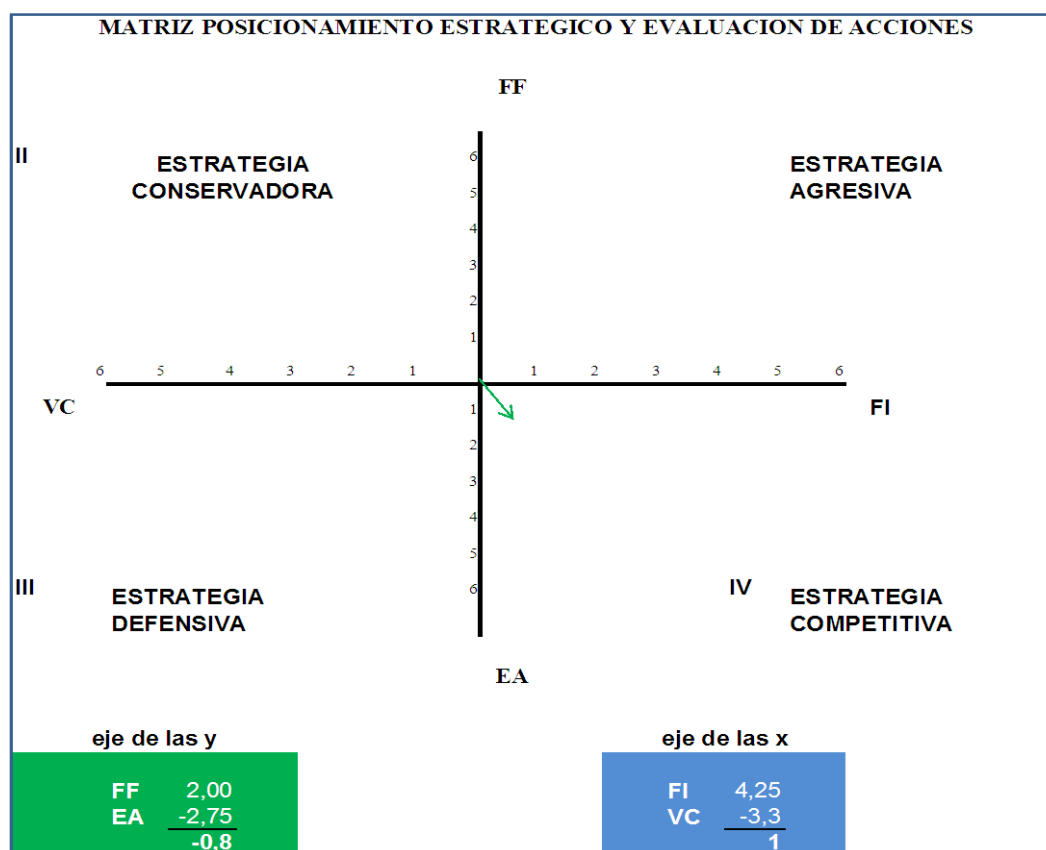 MATRIZ POSICIONAMIENTO ESTRATEGICO Y EVALUACION DE ACCIONES
FF
II
ESTRATEGIA
CONSERVADORA
ESTRATEGIA
AGRESIVA
6
5
4
3
2
1
6 5 4 3 2 1 1 2 3 4 5 6
VC
FI
1
2
3
4
5
6
III
ESTRATEGIA
DEFENSIVA
IV
ESTRATEGIA
COMPETITIVA
EA
eje de las y
FF 2,00
EA -2,75
-0,8
eje de las x
FI 4,25
VC -3,3
1